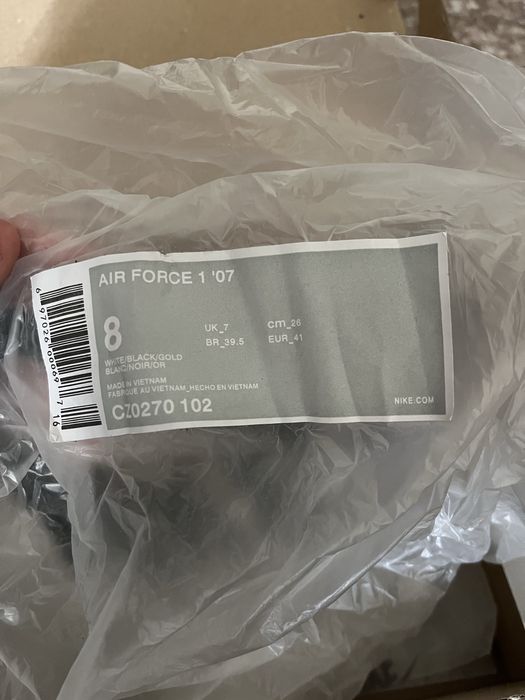 AIR FORCE 1 '07
8
UK_7 cm_26
BR_39.5 EUR_41
WHITE/BLACK/GOLD
BLANC/NOIR/OR
MADE IN VIETNAM
FABRIQUE AU VIETNAM_HECHO EN VIETNAM
CZ0270 102
NIKE.COM